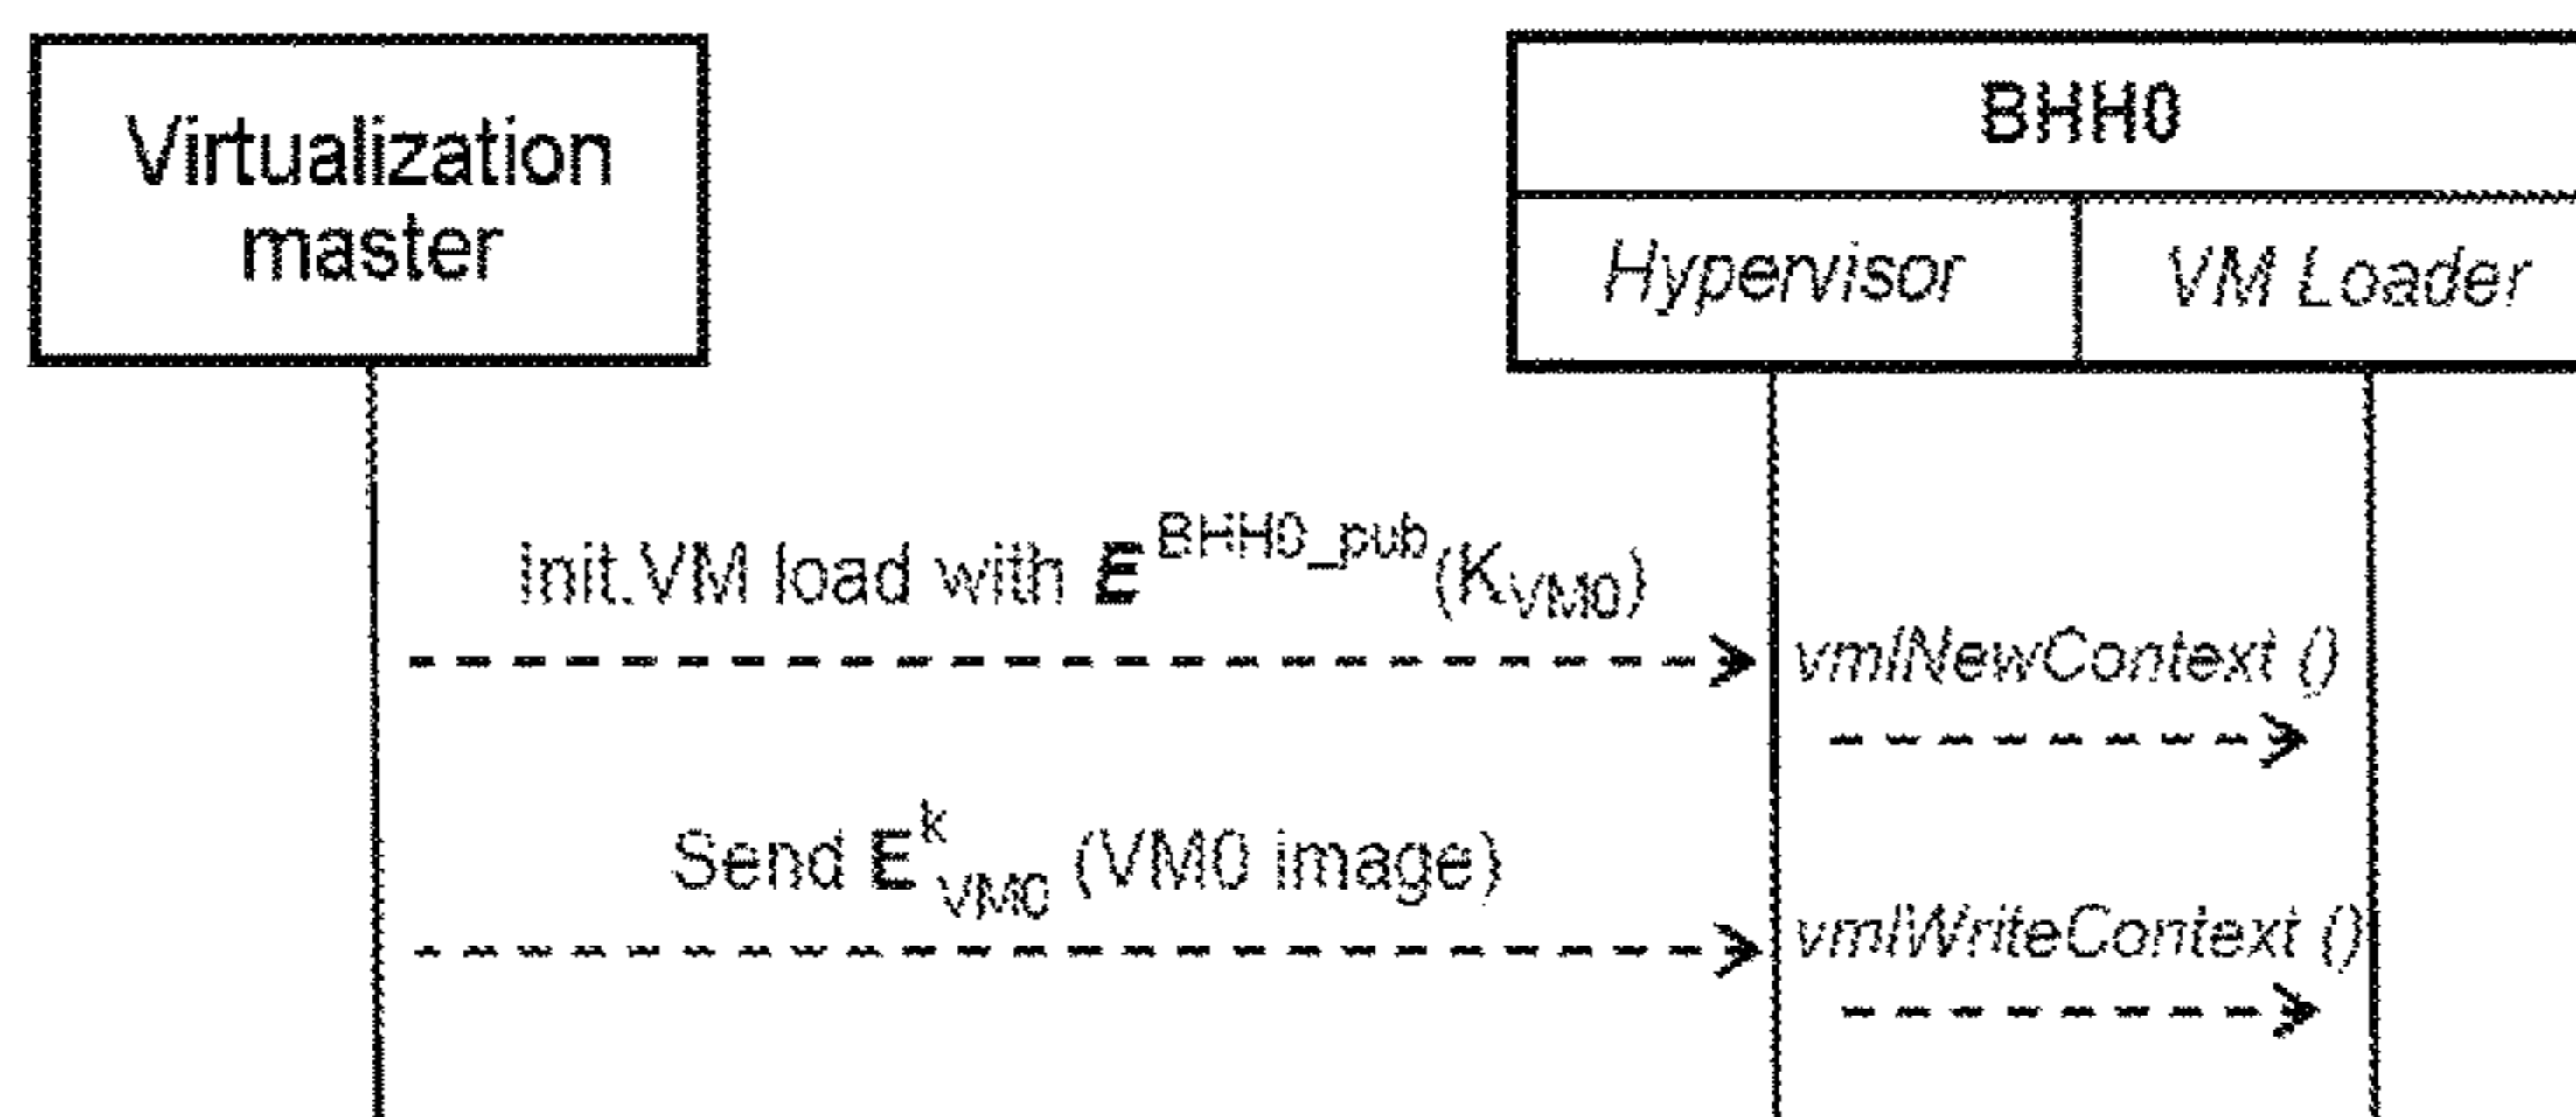 Virtualization
master
BHH0
Hypervisor
VM Loader
Init.VM load with E^BHH0_pub(K_VM0)
vmlNewContext ()
Send E^k_VM0 (VM0 image)
vmlWriteContext ()